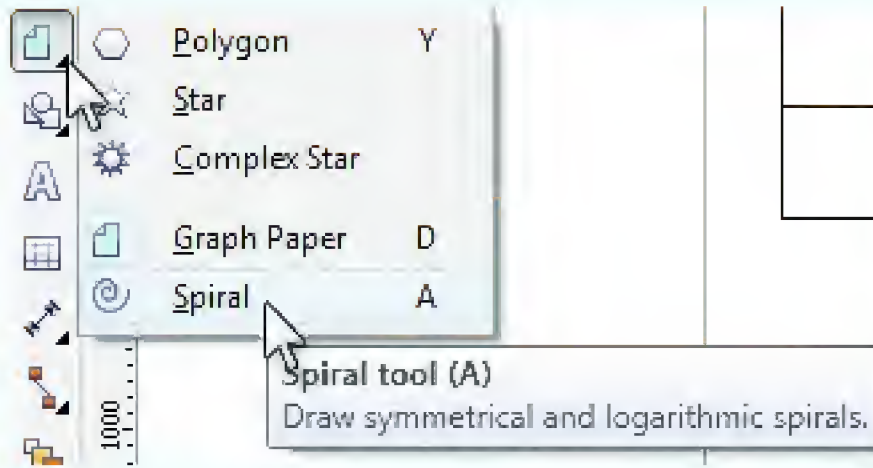 Polygon Y
Star
Complex Star
Graph Paper D
Spiral A
Spiral tool (A)
Draw symmetrical and logarithmic spirals.
1000